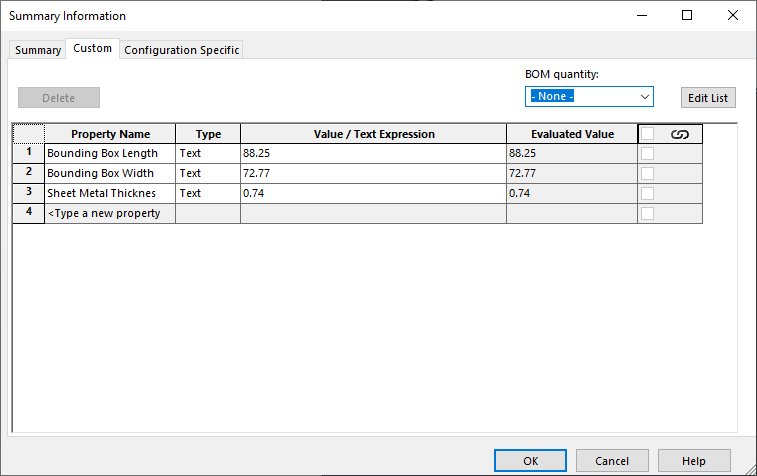 Summary Information
Summary Custom Configuration Specific
BOM quantity:
Delete - None - Edit List
Property Name Type Value / Text Expression Evaluated Value
1 Bounding Box Length Text 88.25 88.25
2 Bounding Box Width Text 72.77 72.77
3 Sheet Metal Thicknes Text 0.74 0.74
4 <Type a new property
OK Cancel Help